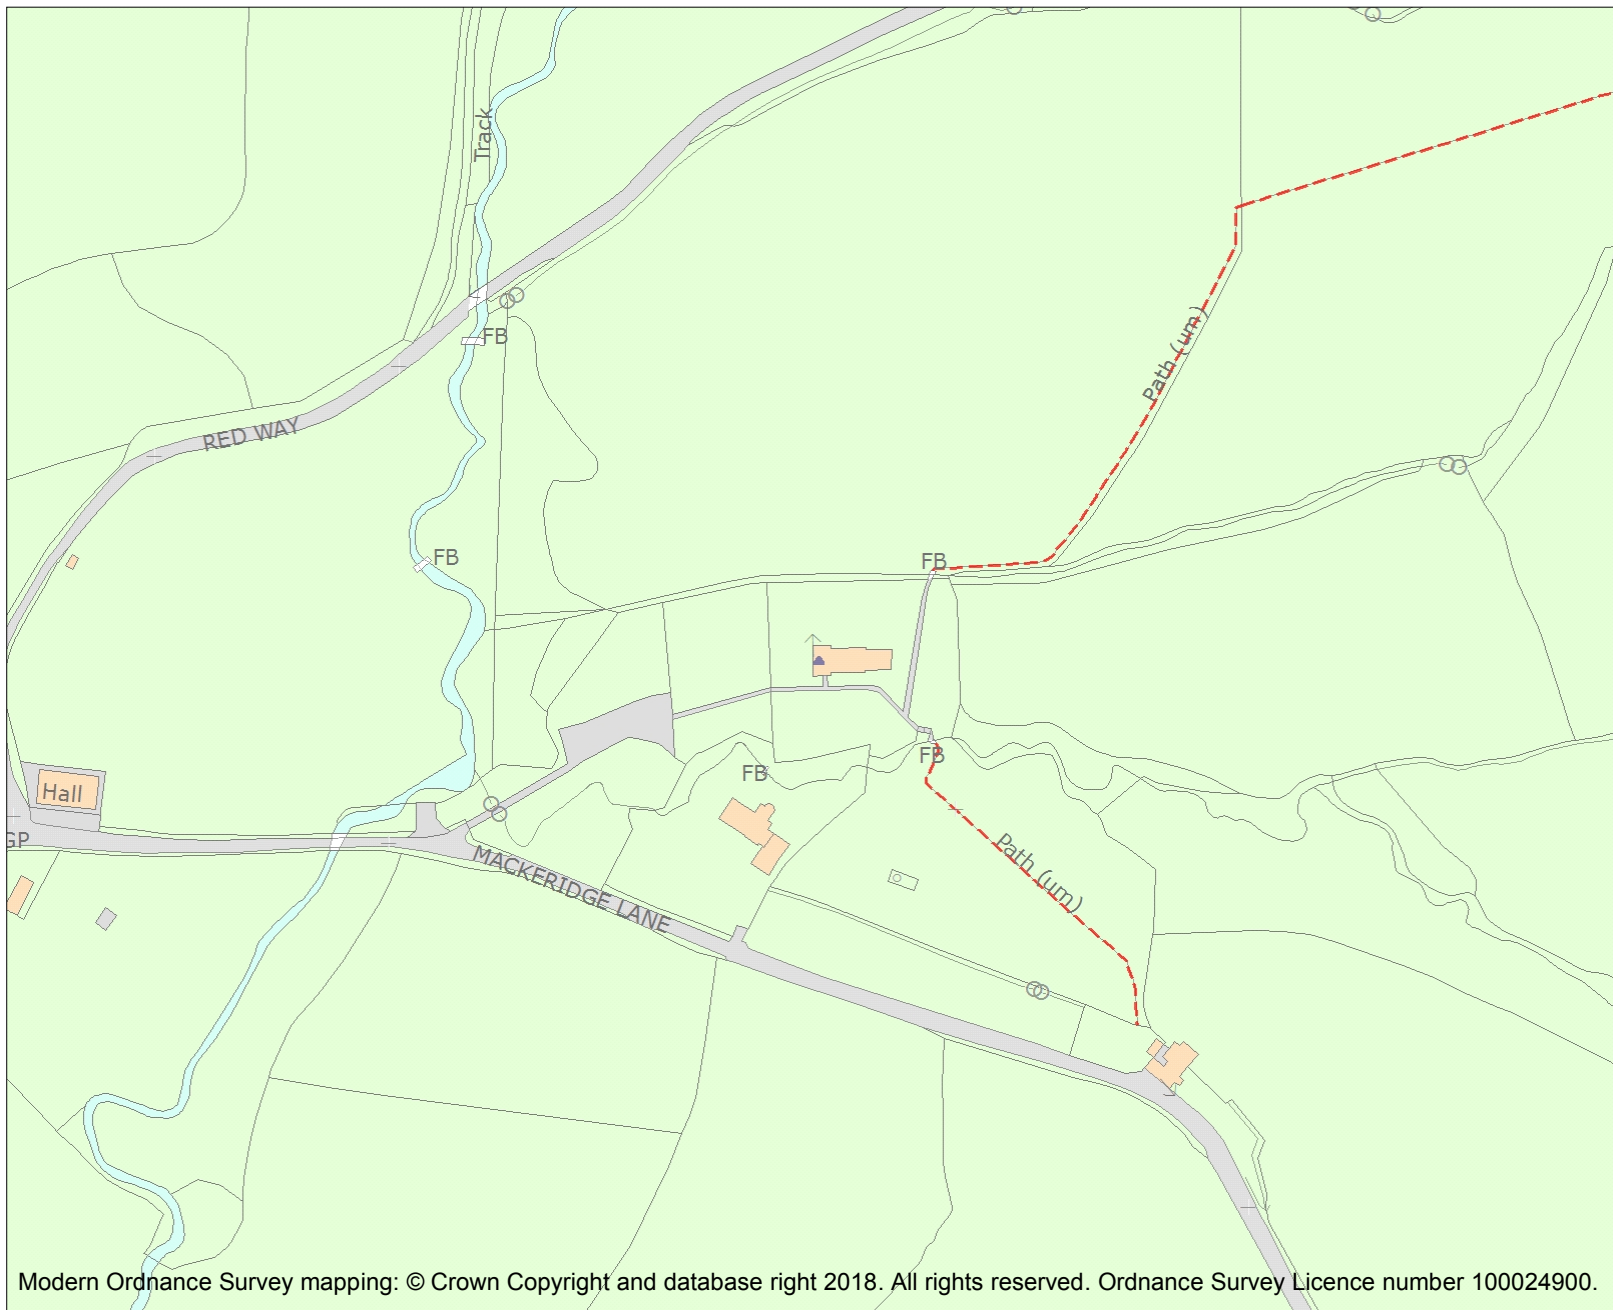 Track
FB
Path (um)
RED WAY
FB
FB
FB
FB
Hall
GP
Path (um)
MACKERIDGE LANE
Modern Ordnance Survey mapping: © Crown Copyright and database right 2018. All rights reserved. Ordnance Survey Licence number 100024900.